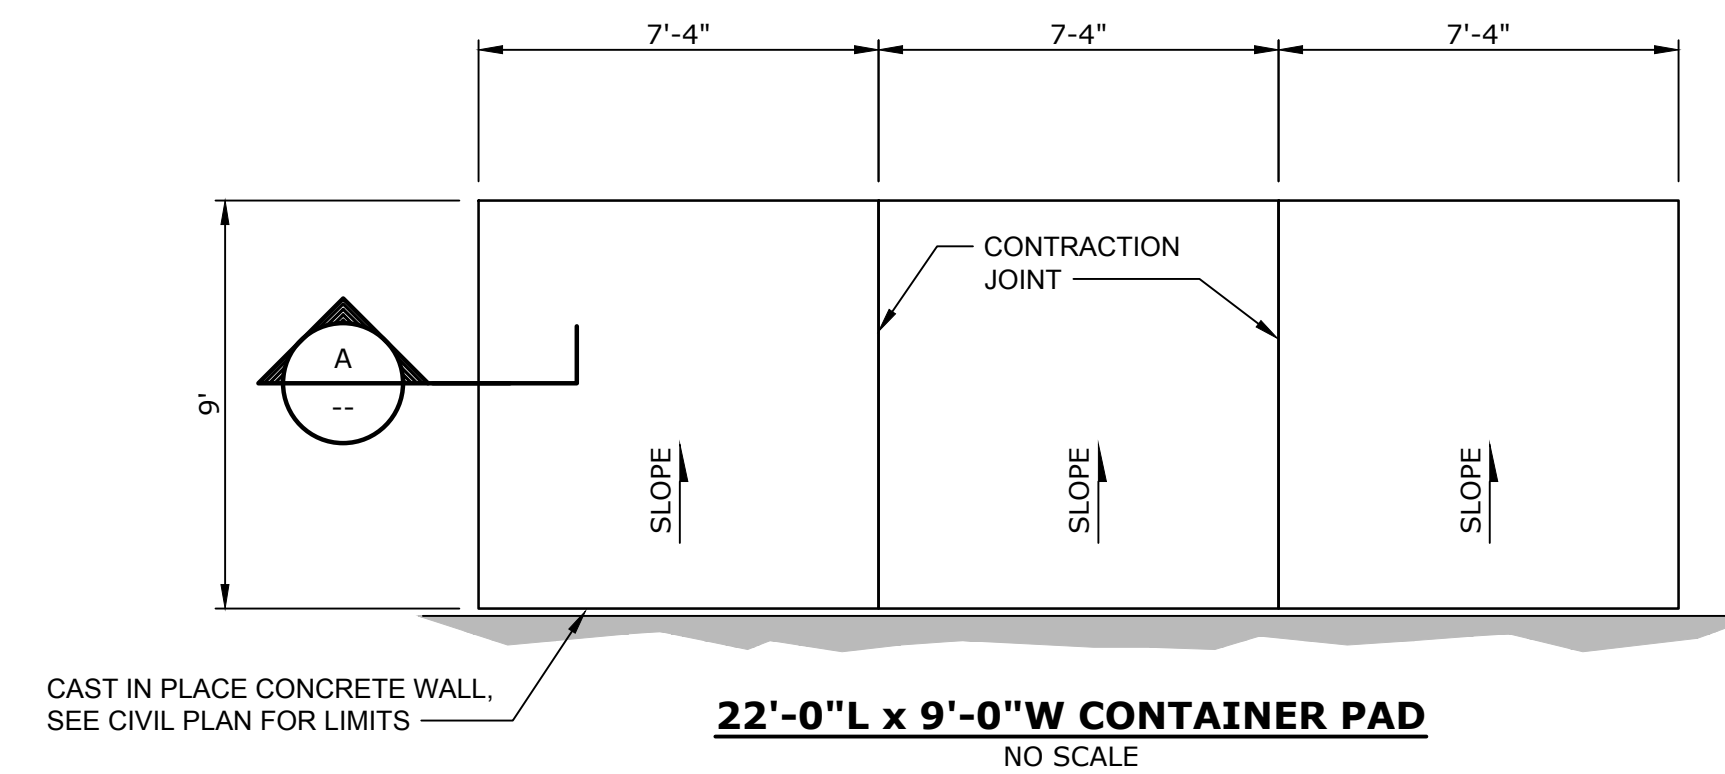 7'-4"
7-4"
7'-4"
CONTRACTION
JOINT
A
--
9'
SLOPE
SLOPE
SLOPE
CAST IN PLACE CONCRETE WALL,
SEE CIVIL PLAN FOR LIMITS
22'-0"L x 9'-0"W CONTAINER PAD
NO SCALE